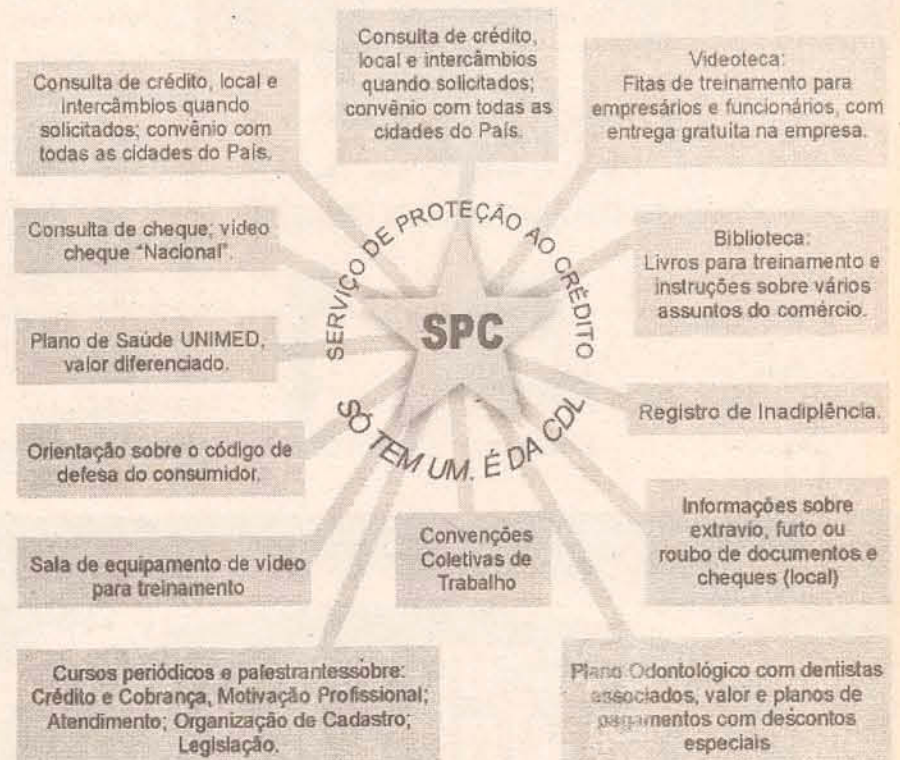 Consulta de crédito, local e
intercâmbios quando
solicitados; convênio com
todas as cidades do País.
Consulta de crédito,
local e intercâmbios
quando solicitados;
convênio com todas as
cidades do País.
Videoteca:
Fitas de treinamento para
empresários e funcionários, com
entrega gratuita na empresa.
Consulta de cheque; vídeo
cheque "Nacional".
Biblioteca:
Livros para treinamento e
instruções sobre vários
assuntos do comércio.
SERVIÇO DE PROTEÇÃO AO CRÉDITO
SPC
SÓ TEM UM. É DA CDL
Plano de Saúde UNIMED,
valor diferenciado.
Registro de Inadiplência.
Orientação sobre o código de
defesa do consumidor.
Informações sobre
extravio, furto ou
roubo de documentos e
cheques (local)
Sala de equipamento de vídeo
para treinamento
Convenções
Coletivas de
Trabalho
Cursos periódicos e palestrantessobre:
Crédito e Cobrança, Motivação Profissional;
Atendimento; Organização de Cadastro;
Legislação.
Plano Odontológico com dentistas
associados, valor e planos de
pagamentos com descontos
especiais